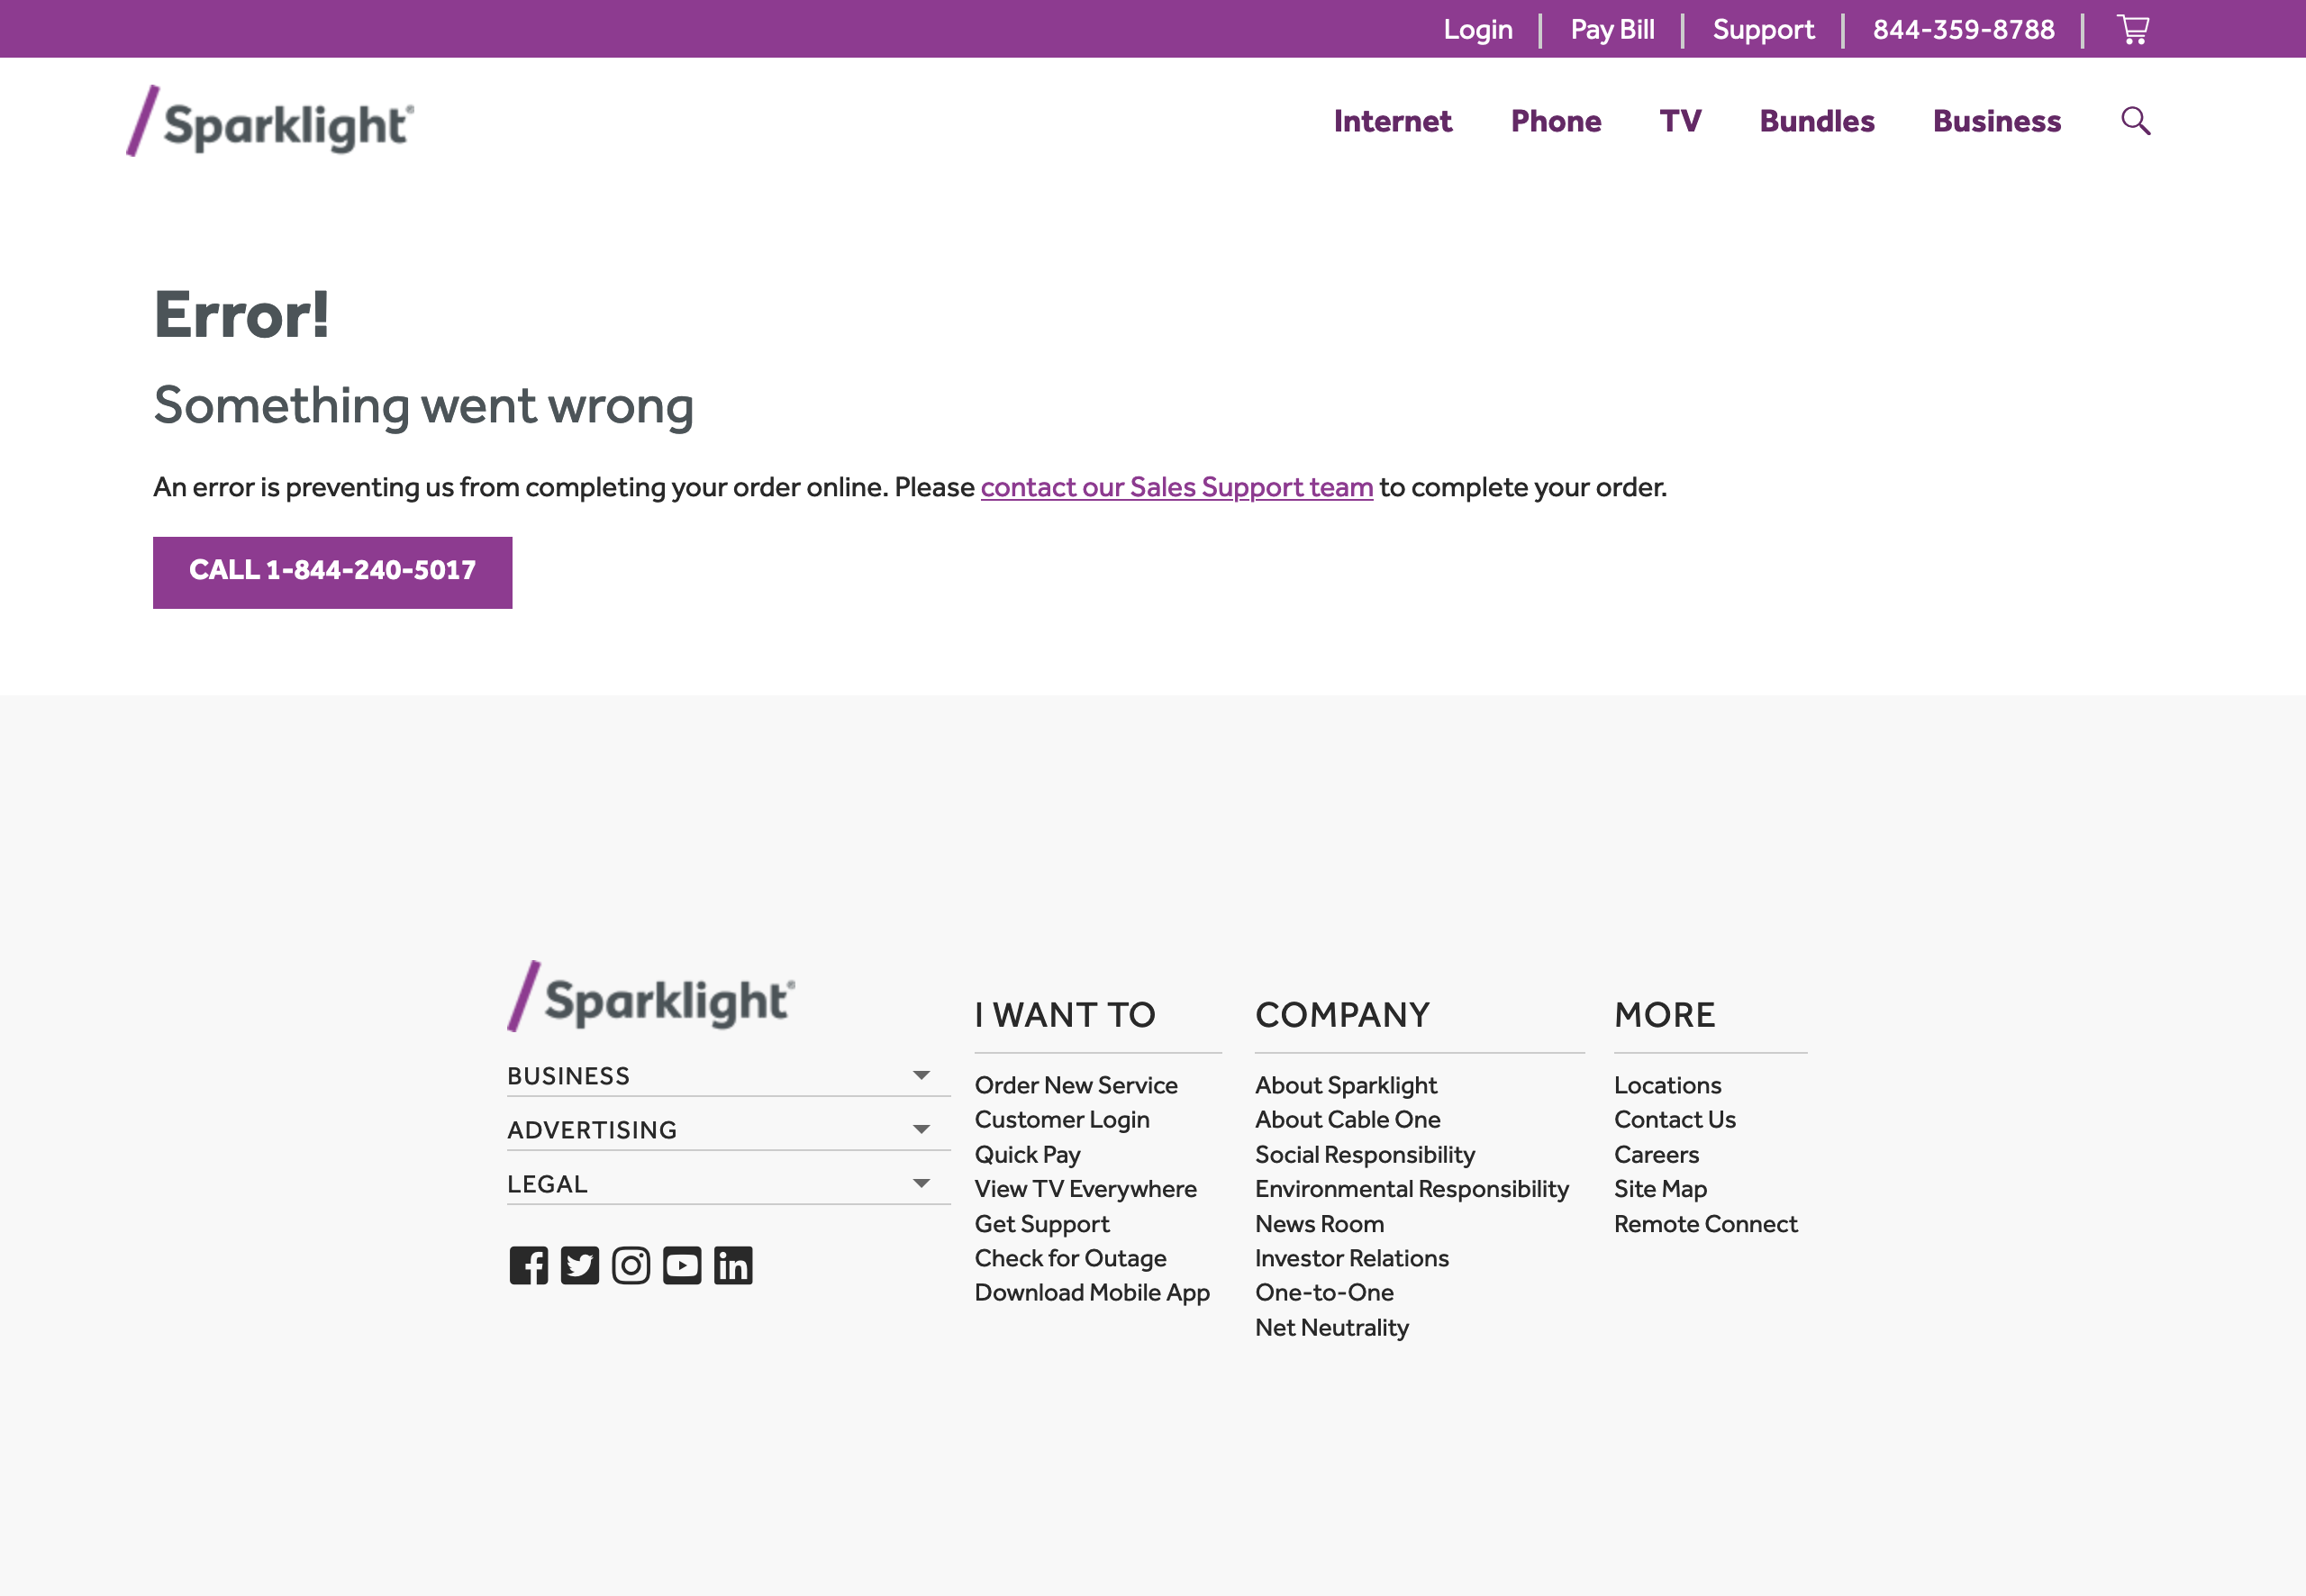 Login
Pay Bill
Support
844-359-8788
Sparklight®
Internet
Phone
TV
Bundles
Business
Error!
Something went wrong
An error is preventing us from completing your order online. Please contact our Sales Support team to complete your order.
CALL 1-844-240-5017
Sparklight®
BUSINESS
ADVERTISING
LEGAL
I WANT TO
Order New Service
Customer Login
Quick Pay
View TV Everywhere
Get Support
Check for Outage
Download Mobile App
COMPANY
About Sparklight
About Cable One
Social Responsibility
Environmental Responsibility
News Room
Investor Relations
One-to-One
Net Neutrality
MORE
Locations
Contact Us
Careers
Site Map
Remote Connect